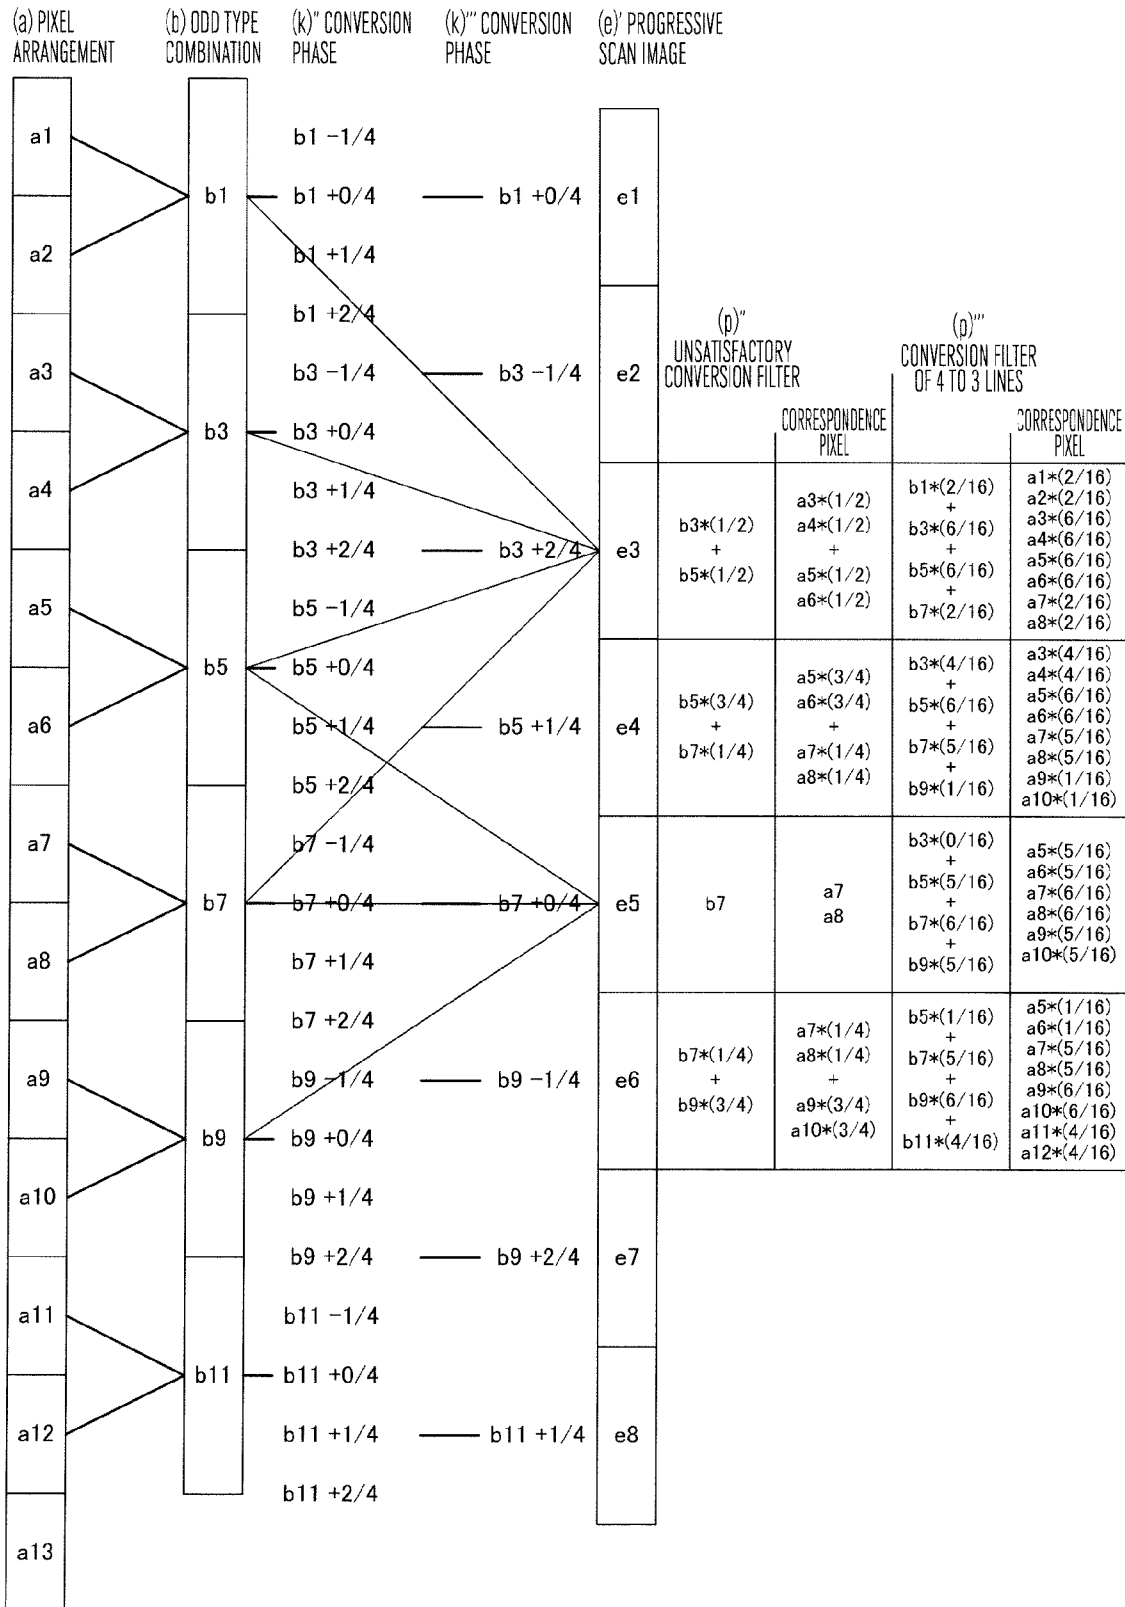 (a) PIXEL
ARRANGEMENT
(b) ODD TYPE
COMBINATION
(k)" CONVERSION
PHASE
(k)''' CONVERSION
PHASE
(e)' PROGRESSIVE
SCAN IMAGE
a1
a2
a3
a4
a5
a6
a7
a8
a9
a10
a11
a12
a13
b1
b3
b5
b7
b9
b11
b1 -1/4
b1 +0/4
b1 +1/4
b1 +2/4
b3 -1/4
b3 +0/4
b3 +1/4
b3 +2/4
b5 -1/4
b5 +0/4
b5 +1/4
b5 +2/4
b7 -1/4
b7 +0/4
b7 +1/4
b7 +2/4
b9 -1/4
b9 +0/4
b9 +1/4
b9 +2/4
b11 -1/4
b11 +0/4
b11 +1/4
b11 +2/4
b1 +0/4
b3 -1/4
b3 +2/4
b5 +1/4
b7 +0/4
b9 -1/4
b9 +2/4
b11 +1/4
e1
e2
e3
e4
e5
e6
e7
e8
(p)"
UNSATISFACTORY
CONVERSION FILTER
CORRESPONDENCE
PIXEL
(p)'''
CONVERSION FILTER
OF 4 TO 3 LINES
CORRESPONDENCE
PIXEL
b3*(1/2)
+
b5*(1/2)
a3*(1/2)
a4*(1/2)
+
a5*(1/2)
a6*(1/2)
b1*(2/16)
+
b3*(6/16)
+
b5*(6/16)
+
b7*(2/16)
a1*(2/16)
a2*(2/16)
a3*(6/16)
a4*(6/16)
a5*(6/16)
a6*(6/16)
a7*(2/16)
a8*(2/16)
b5*(3/4)
+
b7*(1/4)
a5*(3/4)
a6*(3/4)
+
a7*(1/4)
a8*(1/4)
b3*(4/16)
+
b5*(6/16)
+
b7*(5/16)
+
b9*(1/16)
a3*(4/16)
a4*(4/16)
a5*(6/16)
a6*(6/16)
a7*(5/16)
a8*(5/16)
a9*(1/16)
a10*(1/16)
b7
a7
a8
b3*(0/16)
+
b5*(5/16)
+
b7*(6/16)
+
b9*(5/16)
a5*(5/16)
a6*(5/16)
a7*(6/16)
a8*(6/16)
a9*(5/16)
a10*(5/16)
b7*(1/4)
+
b9*(3/4)
a7*(1/4)
a8*(1/4)
+
a9*(3/4)
a10*(3/4)
b5*(1/16)
+
b7*(5/16)
+
b9*(6/16)
+
b11*(4/16)
a5*(1/16)
a6*(1/16)
a7*(5/16)
a8*(5/16)
a9*(6/16)
a10*(6/16)
a11*(4/16)
a12*(4/16)